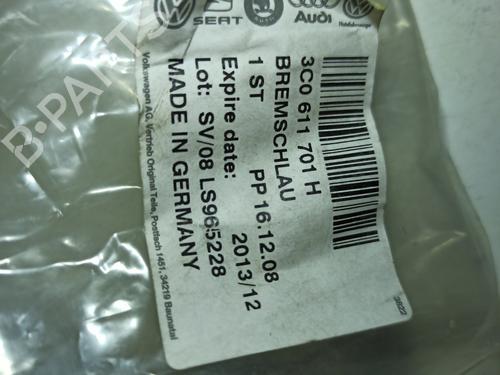 SEAT
Audi
3C0 611 701 H
BREMSCHLAU
1 ST PP 16.12.08
Expire date: 2013/12
Lot: SV/08 LS965228
MADE IN GERMANY
Volkswagen AG, Vertrieb Original Teile, Postfach 1451, 34219 Baunatal
3622
B-PARTS